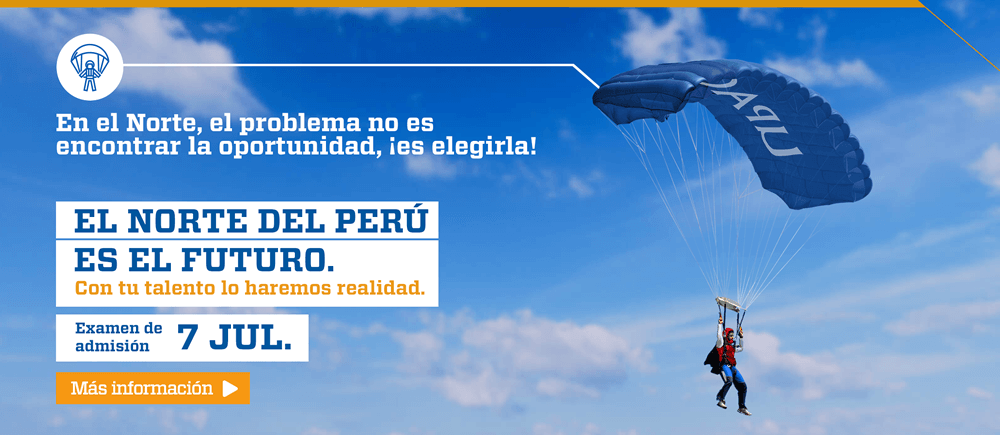 En el Norte, el problema no es
encontrar la oportunidad, ¡es elegirla!
EL NORTE DEL PERÚ
ES EL FUTURO.
Con tu talento lo haremos realidad.
Examen de
admisión
7 JUL.
Más información
UPAO